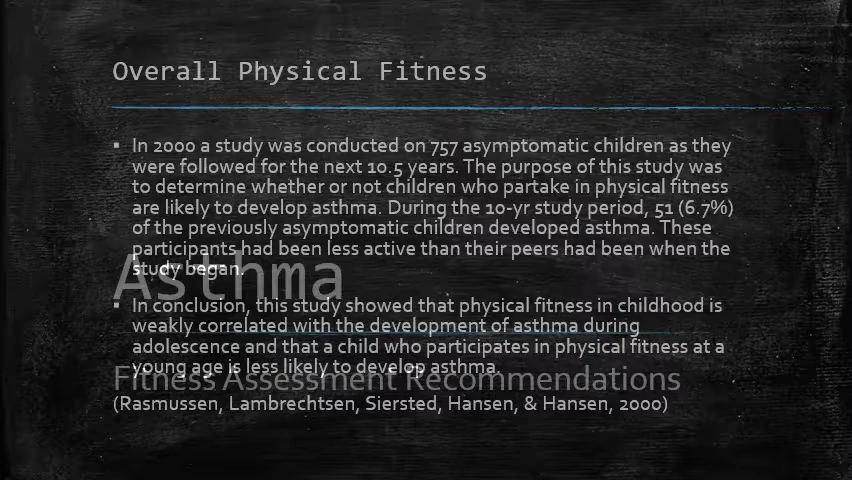 Overall Physical Fitness
▪ In 2000 a study was conducted on 757 asymptomatic children as they
were followed for the next 10.5 years. The purpose of this study was
to determine whether or not children who partake in physical fitness
are likely to develop asthma. During the 10-yr study period, 51 (6.7%)
of the previously asymptomatic children developed asthma. These
participants had been less active than their peers had been when the
study began.
Asthma
▪ In conclusion, this study showed that physical fitness in childhood is
weakly correlated with the development of asthma during
adolescence and that a child who participates in physical fitness at a
young age is less likely to develop asthma.
Fitness Assessment Recommendations
(Rasmussen, Lambrechtsen, Siersted, Hansen, & Hansen, 2000)